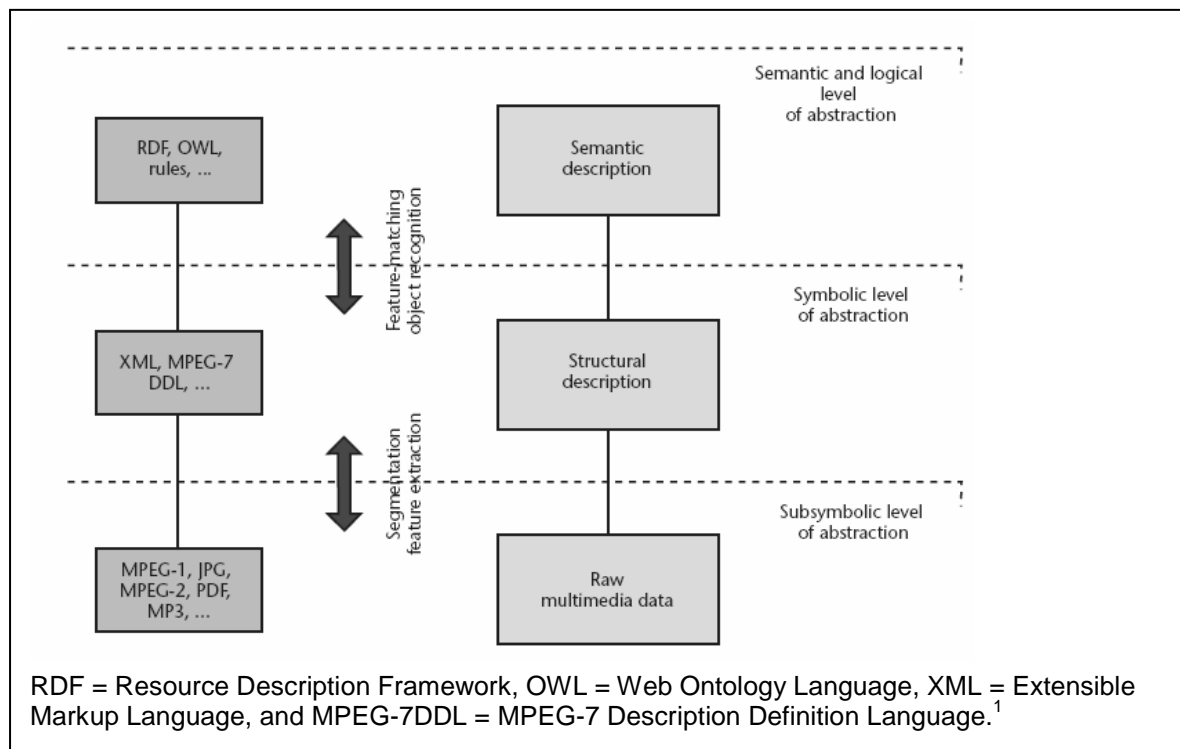 Semantic and logical
level
of abstraction
RDF, OWL,
rules, ...
Semantic
description
Feature-matching
object recognition
Symbolic level
of abstraction
XML, MPEG-7
DDL, ...
Structural
description
Segmentation
feature extraction
Subsymbolic level
of abstraction
MPEG-1, JPG,
MPEG-2, PDF,
MP3, ...
Raw
multimedia data
RDF = Resource Description Framework, OWL = Web Ontology Language, XML = Extensible
Markup Language, and MPEG-7DDL = MPEG-7 Description Definition Language.1